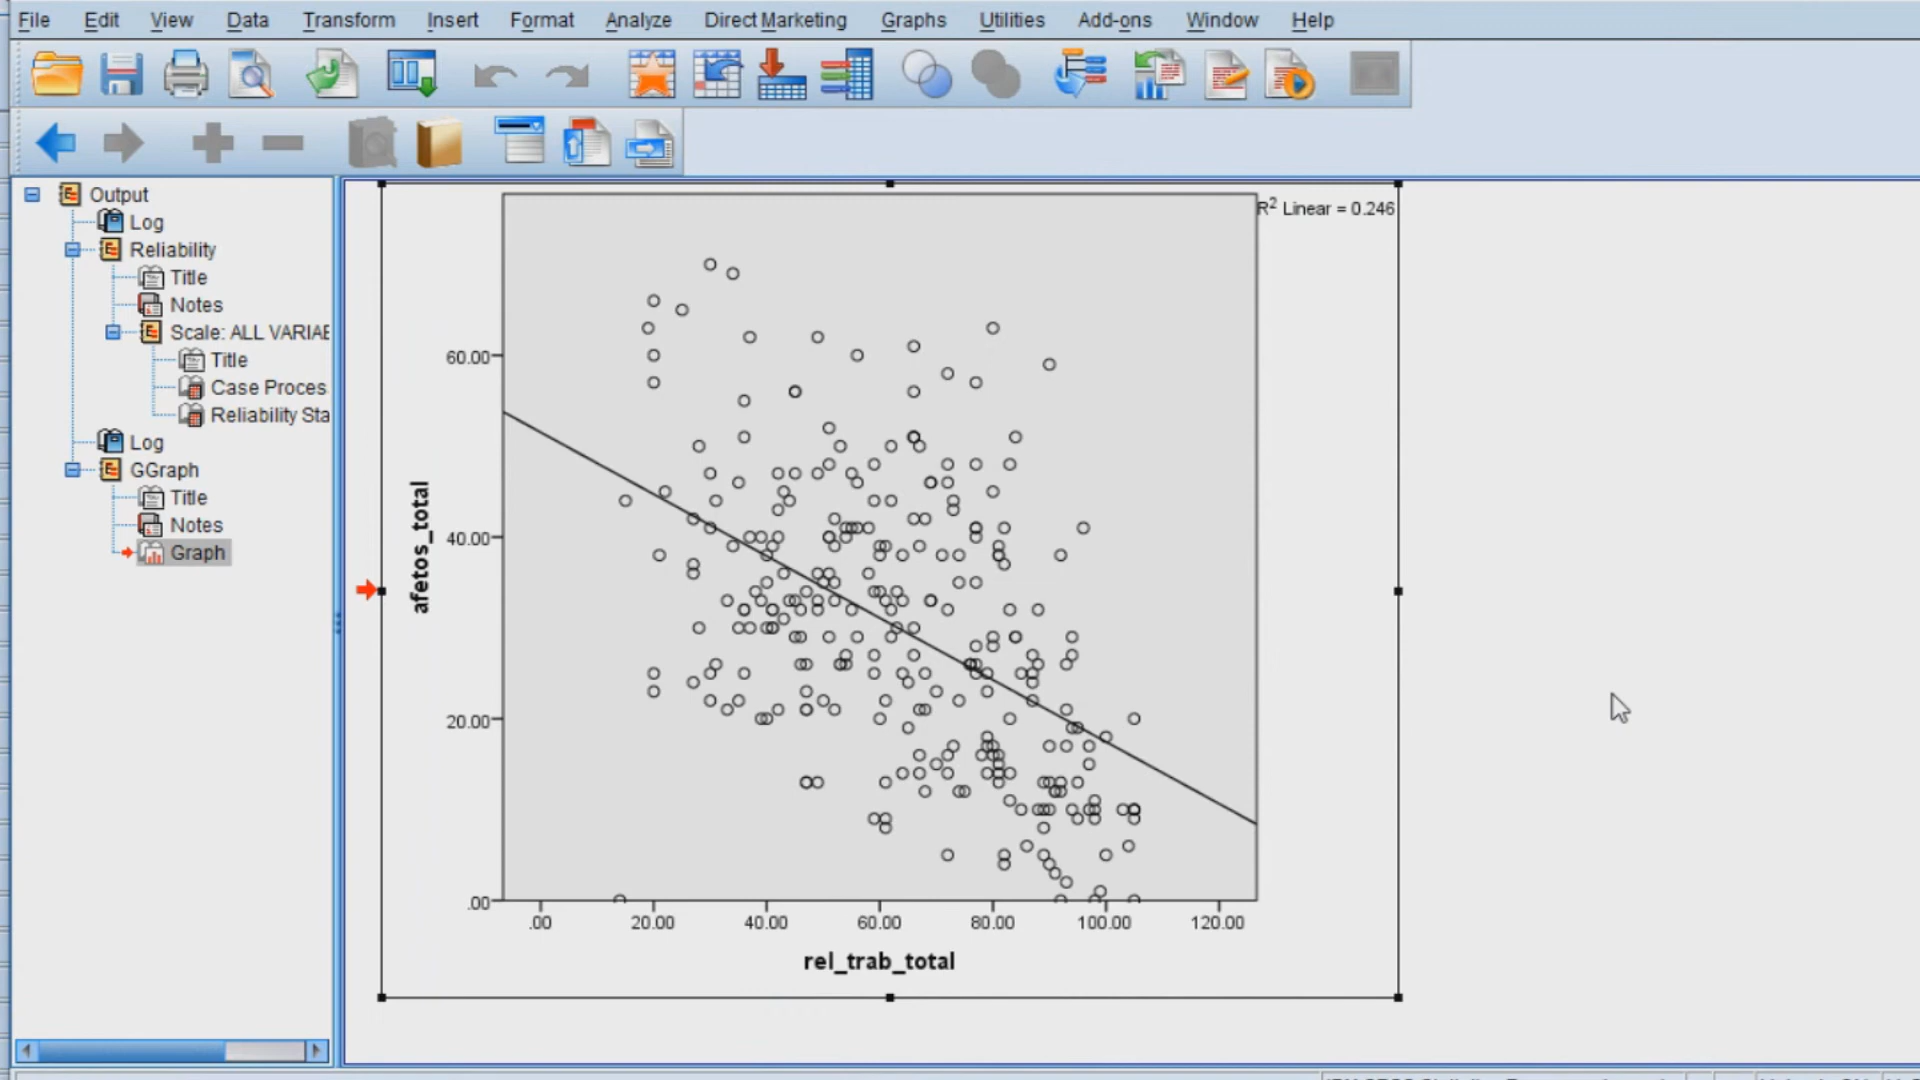 File Edit View Data Transform Insert Format Analyze Direct Marketing Graphs Utilities Add-ons Window Help
Output
Log
Reliability
Title
Notes
Scale: ALL VARIAE
Title
Case Proces
Reliability Sta
Log
GGraph
Title
Notes
Graph
R² Linear = 0.246
60.00
40.00
20.00
.00
afetos_total
.00 20.00 40.00 60.00 80.00 100.00 120.00
rel_trab_total